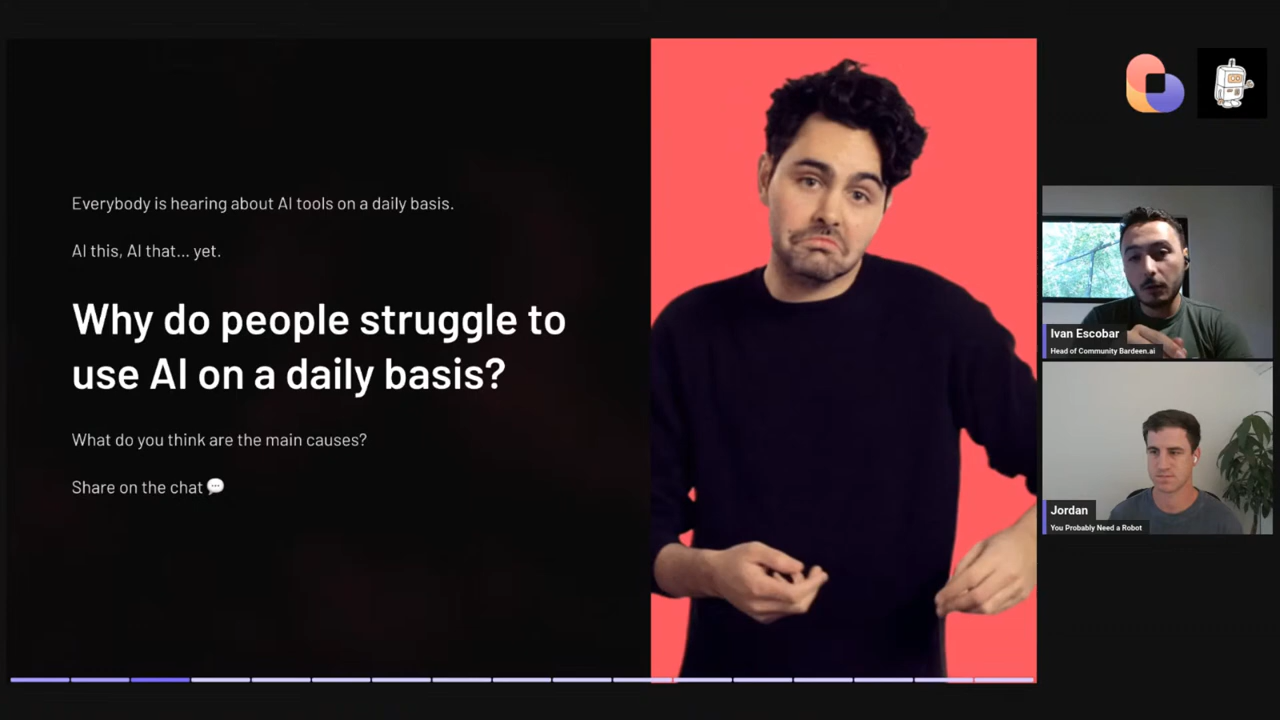 Everybody is hearing about AI tools on a daily basis.
AI this, AI that... yet.
Why do people struggle to
use AI on a daily basis?
What do you think are the main causes?
Share on the chat 💬
Ivan Escobar
Head of Community Bardeen.ai
Jordan
You Probably Need a Robot